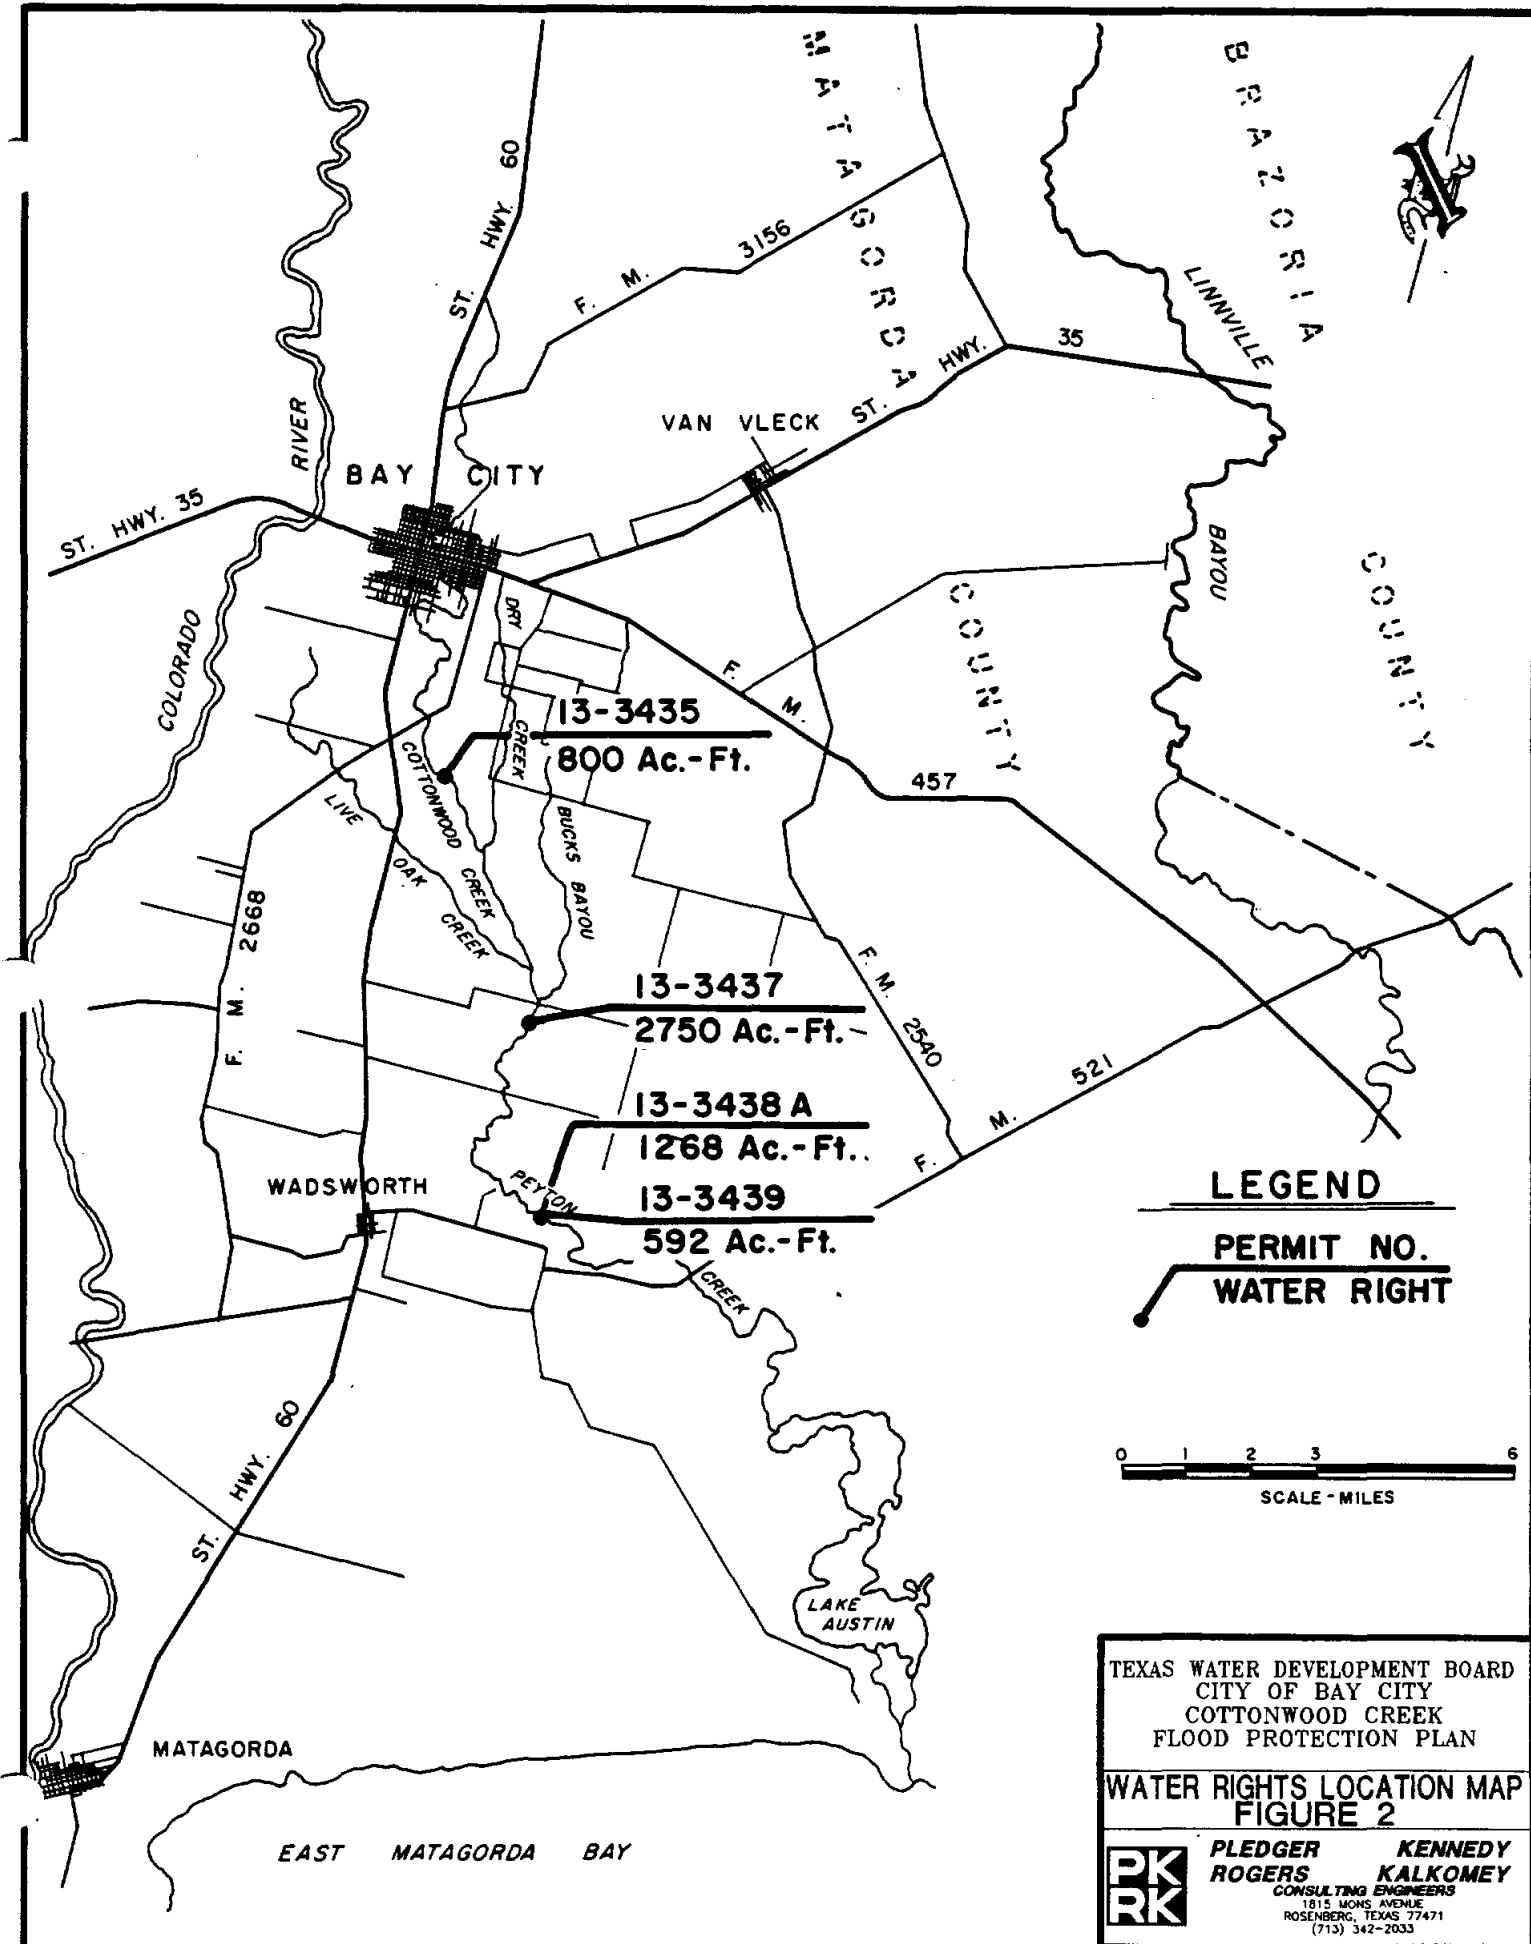 MATAGORDA
BRAZORIA
ST. HWY. 60
F. M. 3156
LINNVILLE
RIVER
VAN VLECK
ST. HWY. 35
BAY CITY
ST. HWY. 35
BAYOU
COUNTY
COUNTY
COLORADO
DRY
CREEK
F. M. 457
13-3435
800 Ac.-Ft.
COTTONWOOD
CREEK
LIVE
OAK
CREEK
BUCKS BAYOU
F. M. 2668
13-3437
2750 Ac.-Ft.
F. M. 2540
13-3438 A
1268 Ac.-Ft.
F. M. 521
WADSWORTH
PEYTON
13-3439
592 Ac.-Ft.
CREEK
LEGEND
PERMIT NO.
WATER RIGHT
ST. HWY. 60
0 1 2 3 6
SCALE - MILES
LAKE
AUSTIN
MATAGORDA
EAST MATAGORDA BAY
TEXAS WATER DEVELOPMENT BOARD
CITY OF BAY CITY
COTTONWOOD CREEK
FLOOD PROTECTION PLAN
WATER RIGHTS LOCATION MAP
FIGURE 2
PK
RK
PLEDGER KENNEDY
ROGERS KALKOMEY
CONSULTING ENGINEERS
1815 MONS AVENUE
ROSENBERG, TEXAS 77471
(713) 342-2033